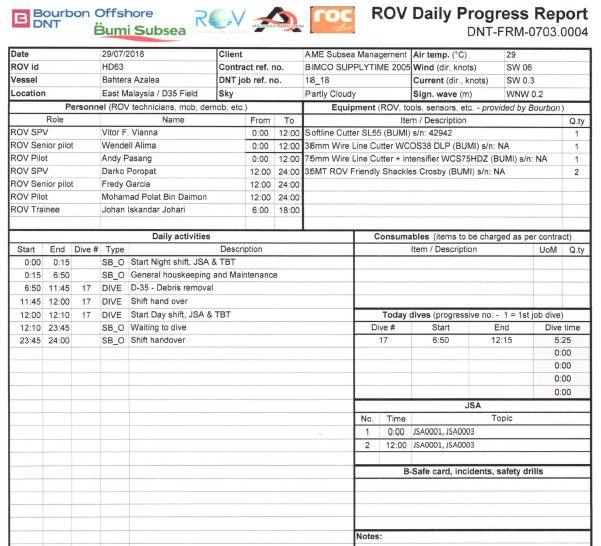 Bourbon Offshore
DNT
Bumi Subsea
ROV
AME SUBSEA MANAGEMENT
roc
ROV Daily Progress Report
DNT-FRM-0703.0004
Date 29/07/2018 Client AME Subsea Management Air temp. (°C) 29
ROV id HD63 Contract ref. no. BIMCO SUPPLYTIME 2005 Wind (dir, knots) SW 06
Vessel Bahtera Azalea DNT job ref. no. 18_18 Current (dir., knots) SW 0.3
Location East Malaysia / D35 Field Sky Partly Cloudy Sign. wave (m) WNW 0.2
Personnel (ROV technicians, mob, demob, etc.) Equipment (ROV, tools, sensors, etc. - provided by Bourbon)
Role Name From To Item / Description Q.ty
ROV SPV Vitor F. Vianna 0:00 12:00 Softline Cutter SL55 (BUMI) s/n: 42942 1
ROV Senior pilot Wendell Alima 0:00 12:00 38mm Wire Line Cutter WCOS38 DLP (BUMI) s/n: NA 1
ROV Pilot Andy Pasang 0:00 12:00 75mm Wire Line Cutter + intensifier WCS75HDZ (BUMI) s/n: NA 1
ROV SPV Darko Poropat 12:00 24:00 35MT ROV Friendly Shackles Crosby (BUMI) s/n: NA 2
ROV Senior pilot Fredy Garcia 12:00 24:00
ROV Pilot Mohamad Polat Bin Daimon 12:00 24:00
ROV Trainee Johan Iskandar Johari 6:00 18:00
Daily activities Consumables (items to be charged as per contract)
Start End Dive # Type Description Item / Description UoM Q.ty
0:00 0:15 SB_O Start Night shift, JSA & TBT
0:15 6:50 SB_O General houskeeping and Maintenance
6:50 11:45 17 DIVE D-35 - Debris removal
11:45 12:00 17 DIVE Shift hand over
12:00 12:10 17 DIVE Start Day shift, JSA & TBT Today dives (progressive no. - 1 = 1st job dive)
12:10 23:45 SB_O Waiting to dive Dive # Start End Dive time
23:45 24:00 SB_O Shift handover 17 6:50 12:15 5:25
0:00
0:00
0:00
0:00
JSA
No. Time Topic
1 0:00 JSA0001, JSA0003
2 12:00 JSA0001, JSA0003
B-Safe card, incidents, safety drills
Notes: